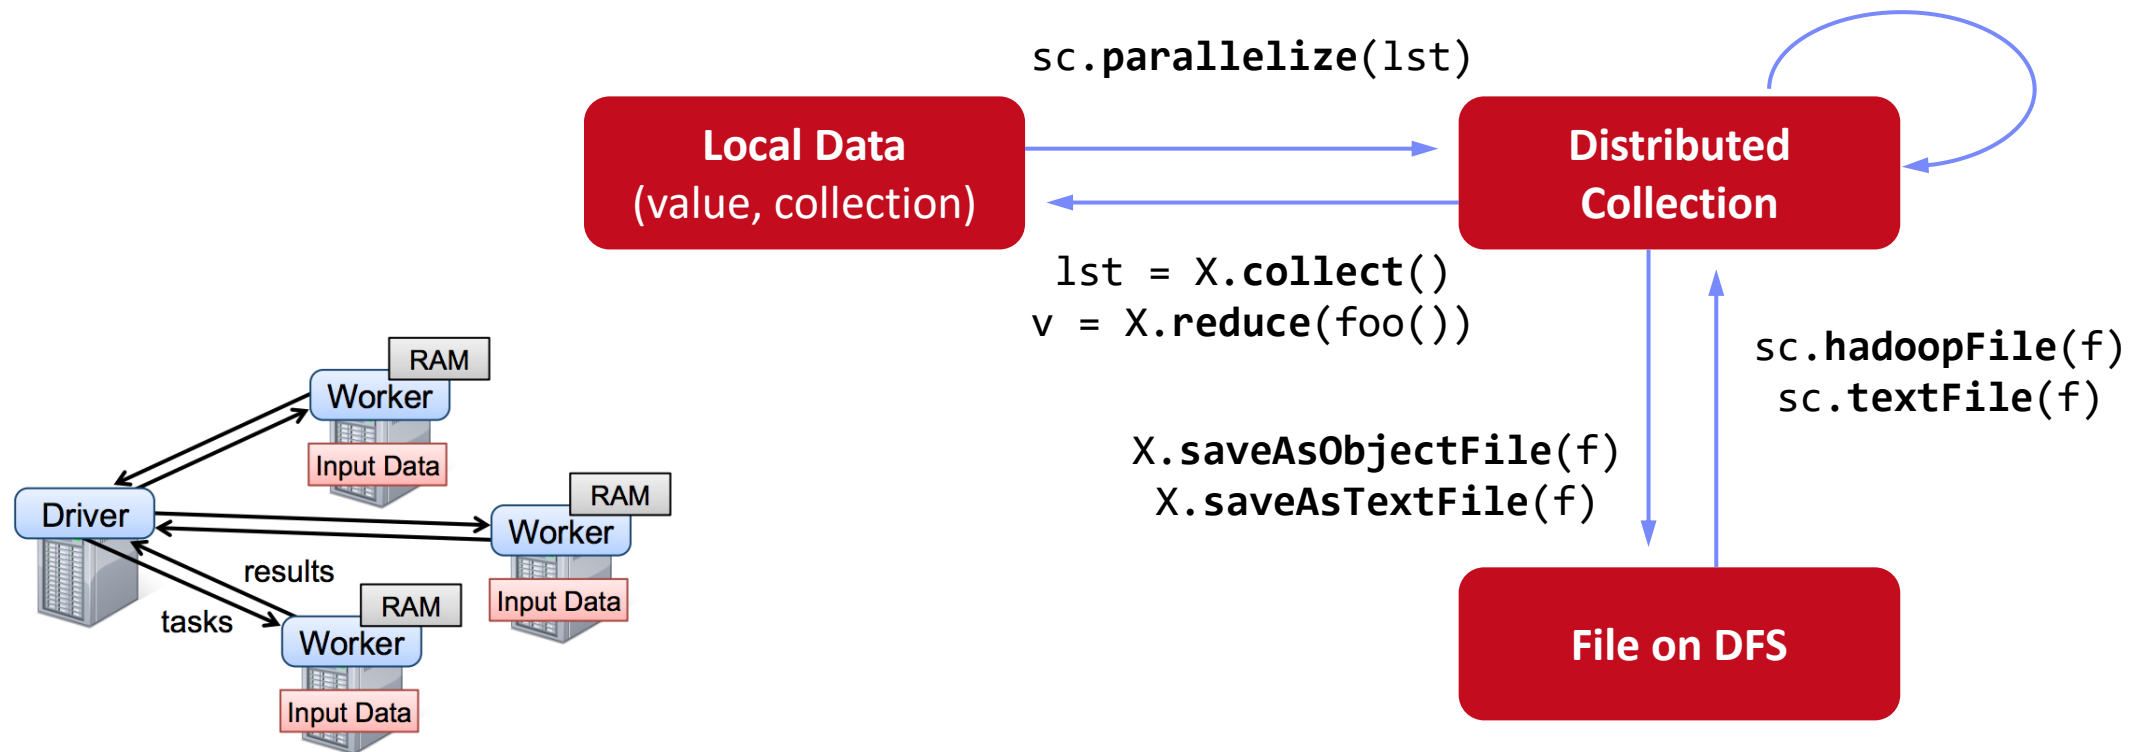 sc.parallelize(lst)
Local Data
(value, collection)
Distributed
Collection
lst = X.collect()
v = X.reduce(foo())
sc.hadoopFile(f)
sc.textFile(f)
X.saveAsObjectFile(f)
X.saveAsTextFile(f)
File on DFS
RAM
Worker
Input Data
Driver
RAM
Worker
Input Data
results
tasks
RAM
Worker
Input Data